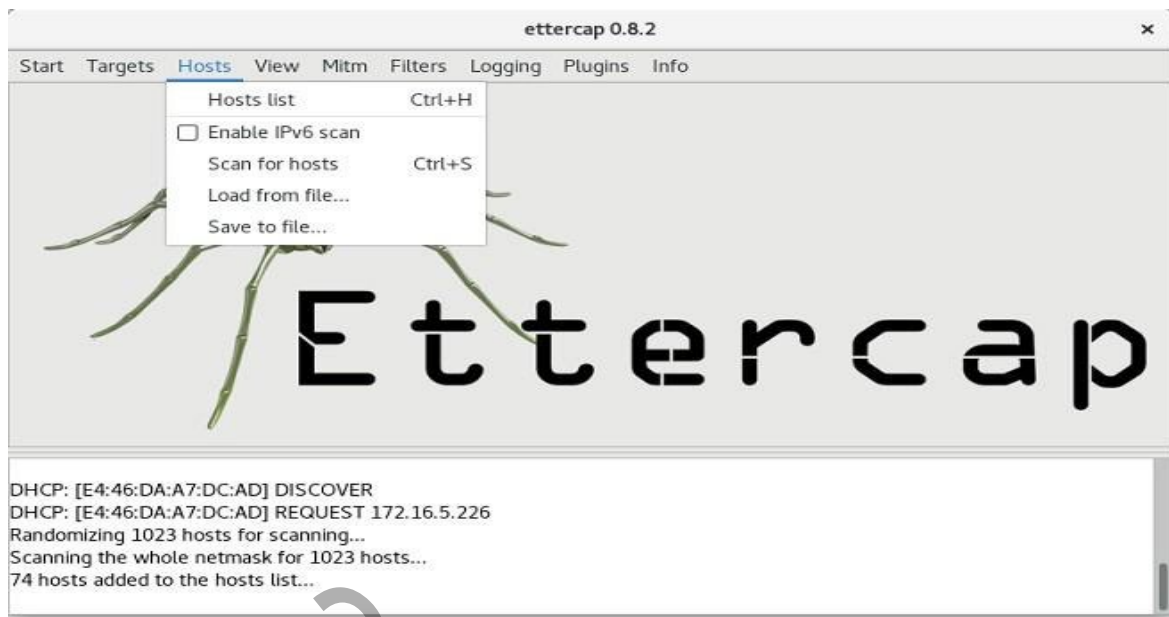 ettercap 0.8.2 ×
Start Targets Hosts View Mitm Filters Logging Plugins Info
Hosts list Ctrl+H
Enable IPv6 scan
Scan for hosts Ctrl+S
Load from file...
Save to file...
Ettercap
DHCP: [E4:46:DA:A7:DC:AD] DISCOVER
DHCP: [E4:46:DA:A7:DC:AD] REQUEST 172.16.5.226
Randomizing 1023 hosts for scanning...
Scanning the whole netmask for 1023 hosts...
74 hosts added to the hosts list...